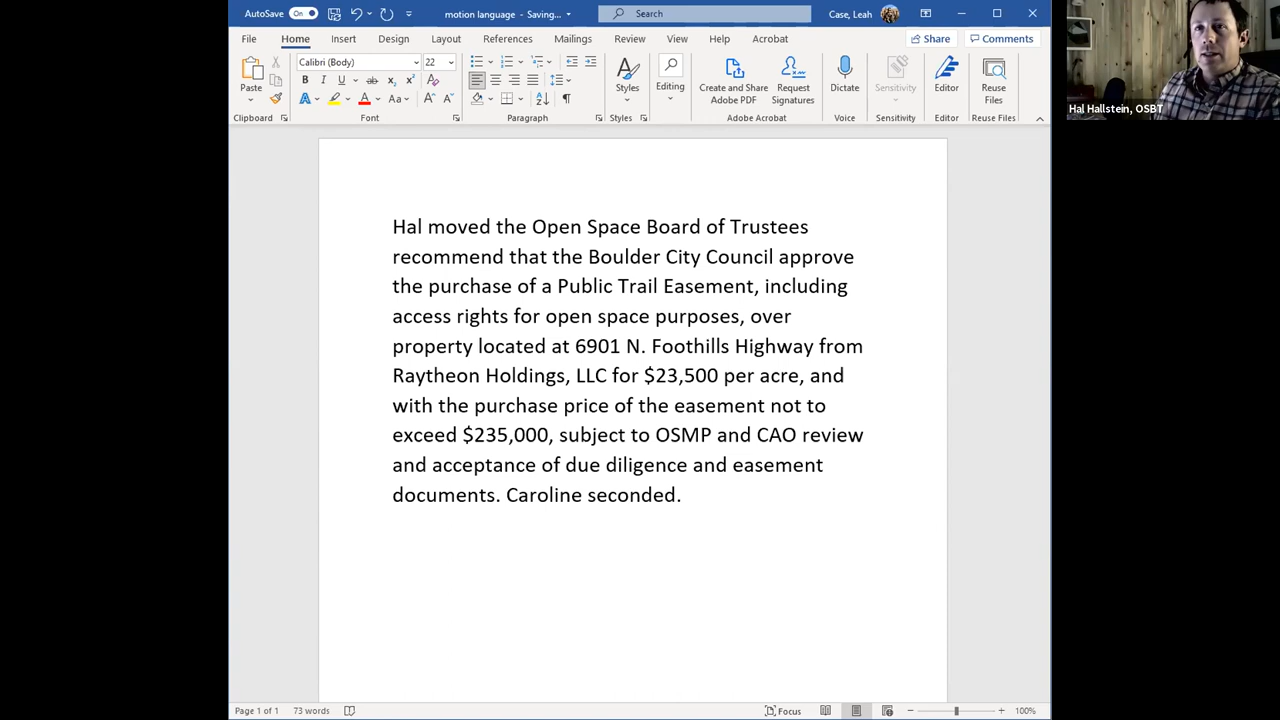 AutoSave On motion language - Saving... Search Case, Leah
File Home Insert Design Layout References Mailings Review View Help Acrobat Share Comments
Calibri (Body) 22
Paste B I U ab x₂ x² A A A Aa A A Styles Editing Create and Share Adobe PDF Request Signatures Dictate Sensitivity Editor Reuse Files
Clipboard Font Paragraph Styles Adobe Acrobat Voice Sensitivity Editor Reuse Files
Hal Hallstein, OSBT
Hal moved the Open Space Board of Trustees
recommend that the Boulder City Council approve
the purchase of a Public Trail Easement, including
access rights for open space purposes, over
property located at 6901 N. Foothills Highway from
Raytheon Holdings, LLC for $23,500 per acre, and
with the purchase price of the easement not to
exceed $235,000, subject to OSMP and CAO review
and acceptance of due diligence and easement
documents. Caroline seconded.
Page 1 of 1 73 words Focus 100%